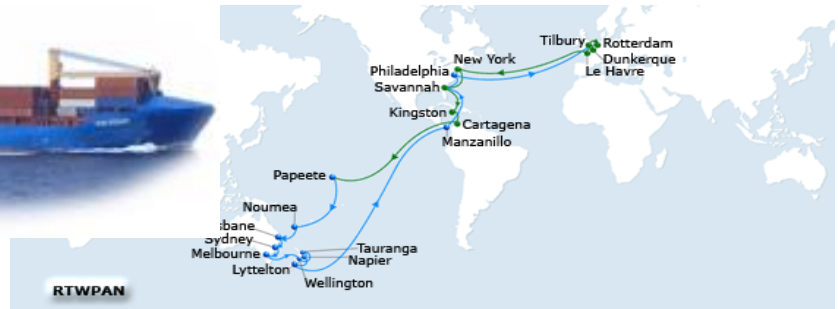 Tilbury
Rotterdam
New York
Dunkerque
Philadelphia
Le Havre
Savannah
Kingston
Cartagena
Manzanillo
Papeete
Noumea
sbane
Sydney
Tauranga
Melbourne
Napier
Lyttelton
Wellington
RTWPAN